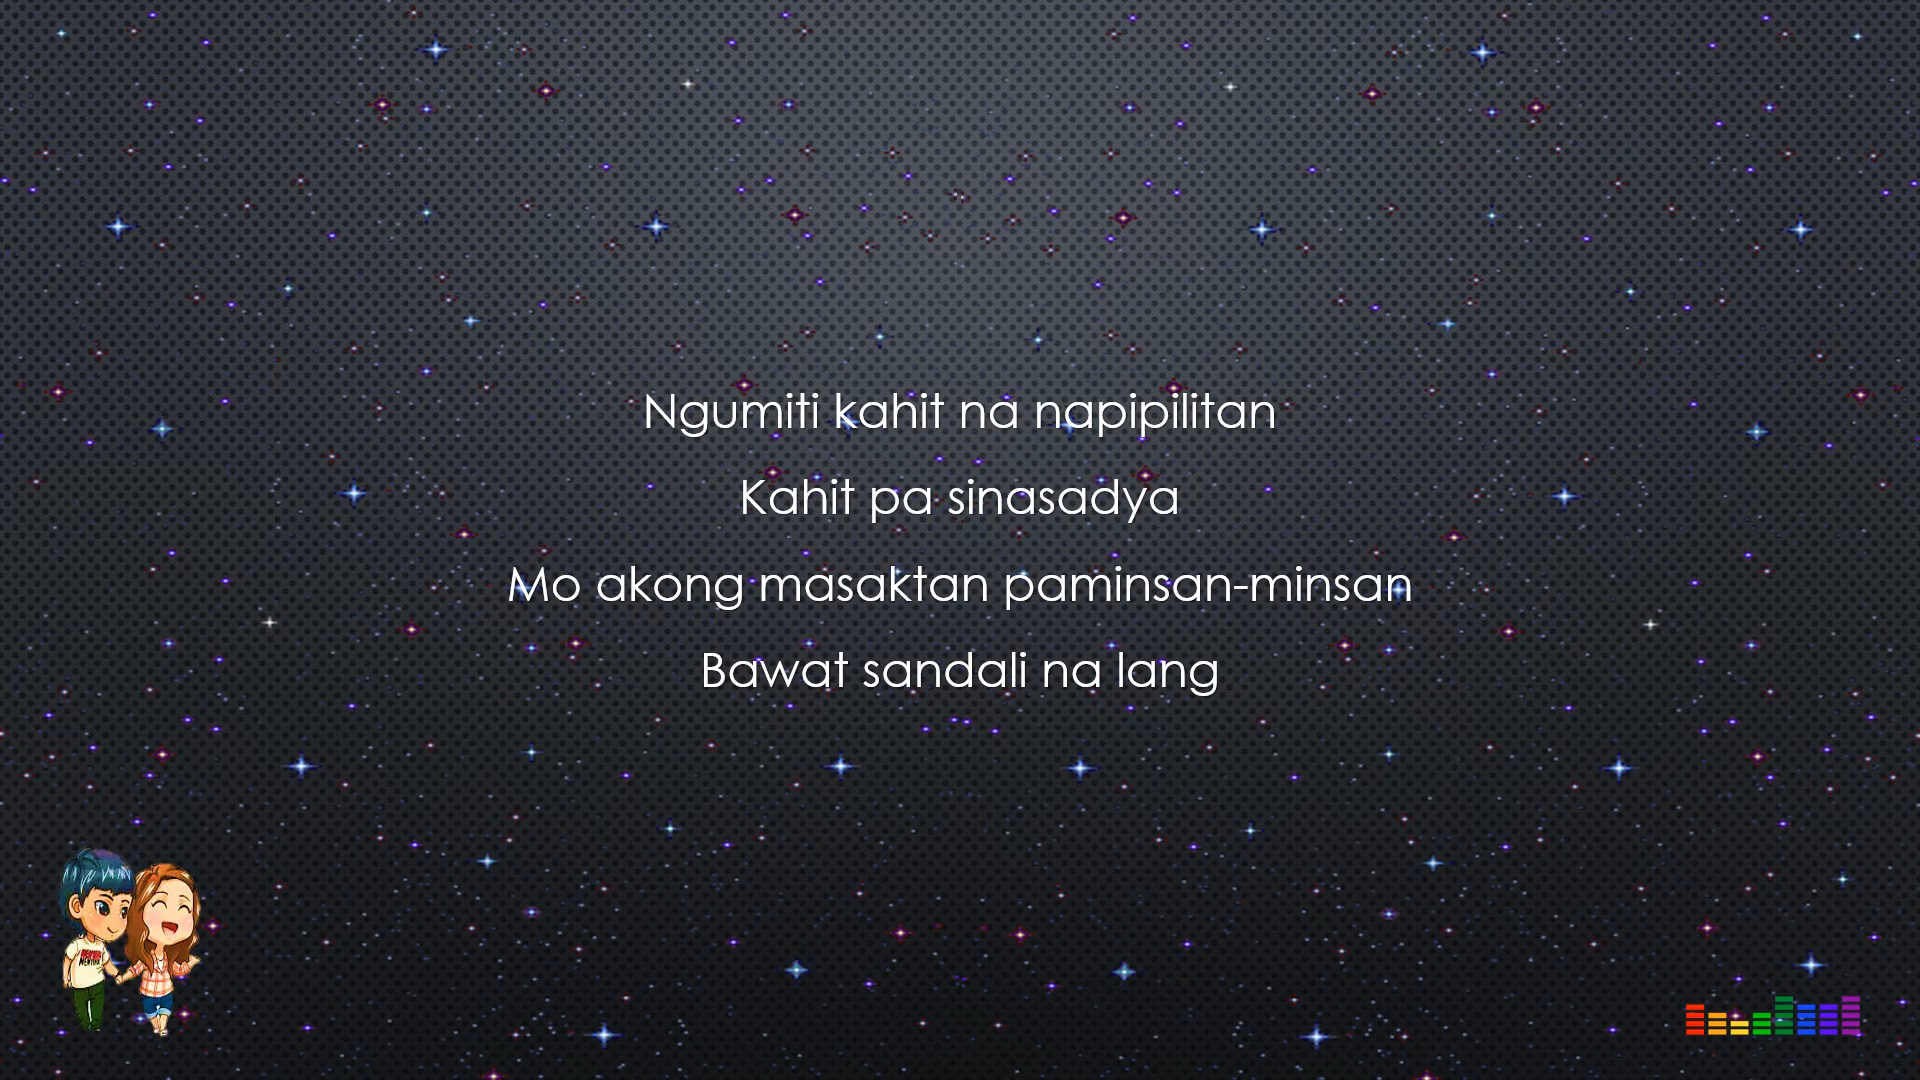 Ngumiti kahit na napipilitan
Kahit pa sinasadya
Mo akong masaktan paminsan-minsan
Bawat sandali na lang